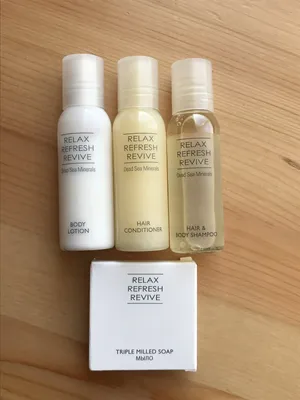 RELAX
REFRESH
REVIVE
Dead Sea Minerals
BODY
LOTION
RELAX
REFRESH
REVIVE
Dead Sea Minerals
HAIR
CONDITIONER
RELAX
REFRESH
REVIVE
Dead Sea Minerals
HAIR &
BODY SHAMPOO
RELAX
REFRESH
REVIVE
TRIPLE MILLED SOAP
МЫЛО